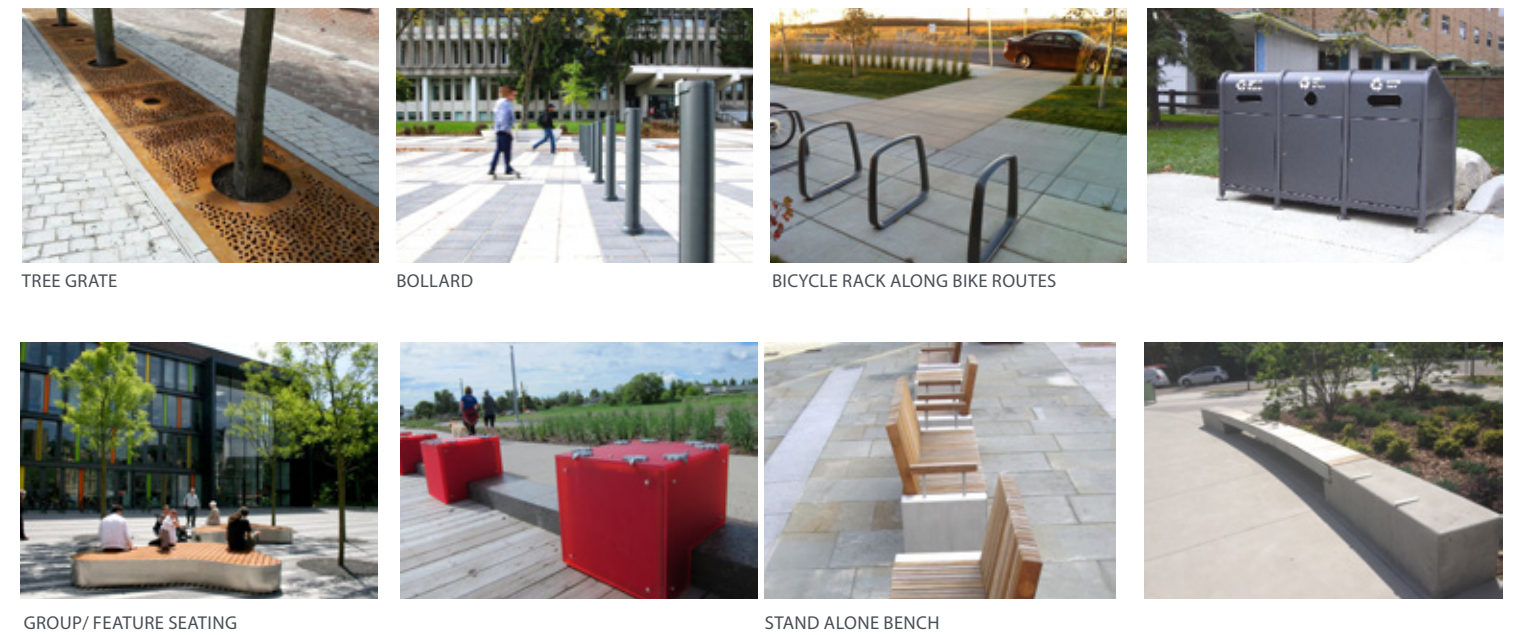 TREE GRATE
BOLLARD
BICYCLE RACK ALONG BIKE ROUTES
GROUP/ FEATURE SEATING
STAND ALONE BENCH